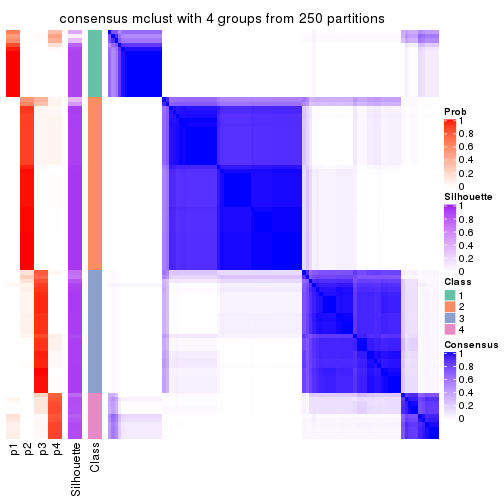 consensus mclust with 4 groups from 250 partitions
Prob
1
0.8
0.6
0.4
0.2
0
Silhouette
1
0.8
0.6
0.4
0.2
0
Class
1
2
3
4
Consensus
1
0.8
0.6
0.4
0.2
0
p1
p2
p3
p4
Silhouette
Class